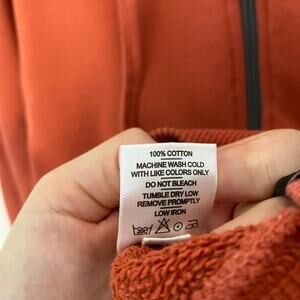 100% COTTON
MACHINE WASH COLD
WITH LIKE COLORS ONLY
DO NOT BLEACH
TUMBLE DRY LOW
REMOVE PROMPTLY
LOW IRON